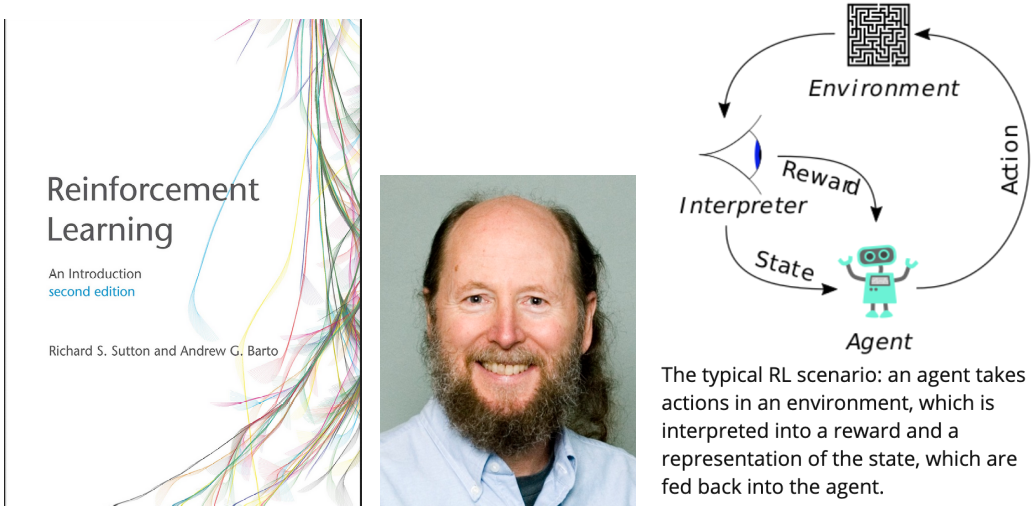 Reinforcement
Learning
An Introduction
second edition
Richard S. Sutton and Andrew G. Barto
Environment
Action
Reward
Interpreter
State
Agent
The typical RL scenario: an agent takes
actions in an environment, which is
interpreted into a reward and a
representation of the state, which are
fed back into the agent.